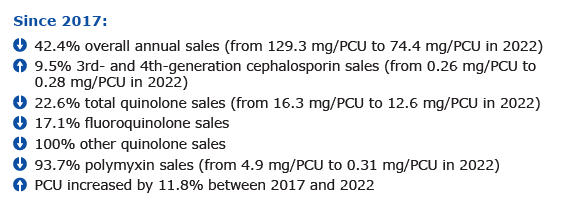 Since 2017:
42.4% overall annual sales (from 129.3 mg/PCU to 74.4 mg/PCU in 2022)
9.5% 3rd- and 4th-generation cephalosporin sales (from 0.26 mg/PCU to
0.28 mg/PCU in 2022)
22.6% total quinolone sales (from 16.3 mg/PCU to 12.6 mg/PCU in 2022)
17.1% fluoroquinolone sales
100% other quinolone sales
93.7% polymyxin sales (from 4.9 mg/PCU to 0.31 mg/PCU in 2022)
PCU increased by 11.8% between 2017 and 2022